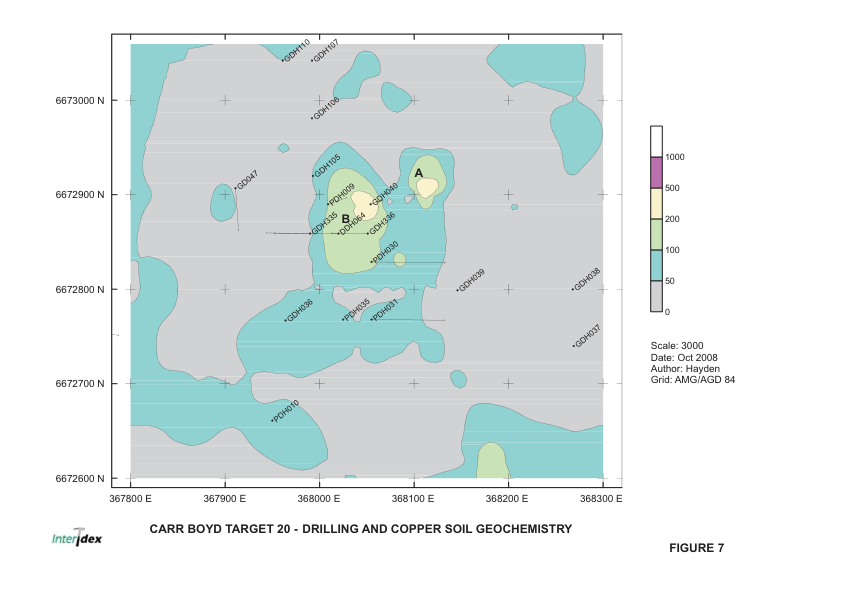 GDH110
GDH107
6673000 N
GDH106
GDH105
GD047
A
6672900 N
PDH009
GDH040
B
GDH335
DDH064
GDH336
PDH030
6672800 N
GDH039
GDH038
GDH036
PDH035
PDH031
GDH037
6672700 N
PDH010
6672600 N
367800 E
367900 E
368000 E
368100 E
368200 E
368300 E
1000
500
200
100
50
0
Scale: 3000
Date: Oct 2008
Author: Hayden
Grid: AMG/AGD 84
InterJdex
CARR BOYD TARGET 20 - DRILLING AND COPPER SOIL GEOCHEMISTRY
FIGURE 7